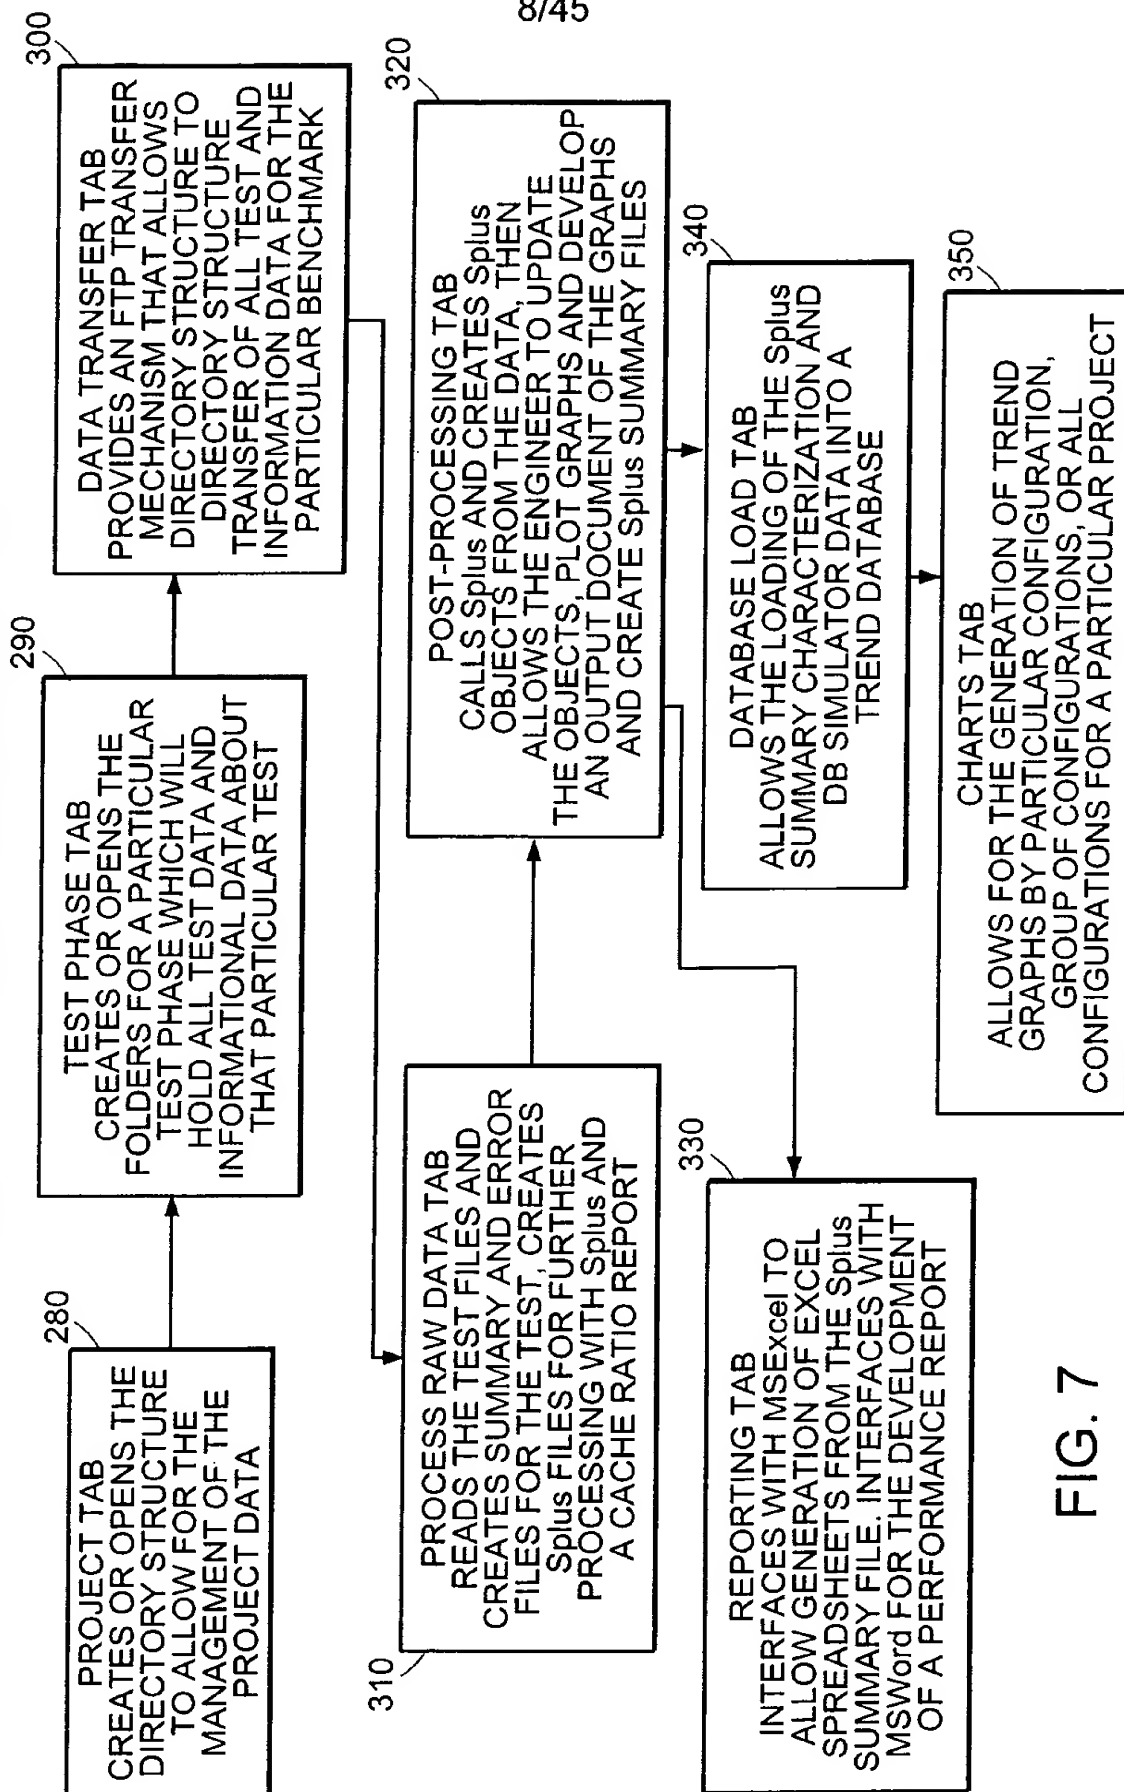 8/45
280
PROJECT TAB
CREATES OR OPENS THE
DIRECTORY STRUCTURE
TO ALLOW FOR THE
MANAGEMENT OF THE
PROJECT DATA
290
TEST PHASE TAB
CREATES OR OPENS THE
FOLDERS FOR A PARTICULAR
TEST PHASE WHICH WILL
HOLD ALL TEST DATA AND
INFORMATIONAL DATA ABOUT
THAT PARTICULAR TEST
300
DATA TRANSFER TAB
PROVIDES AN FTP TRANSFER
MECHANISM THAT ALLOWS
DIRECTORY STRUCTURE TO
DIRECTORY STRUCTURE
TRANSFER OF ALL TEST AND
INFORMATION DATA FOR THE
PARTICULAR BENCHMARK
310
PROCESS RAW DATA TAB
READS THE TEST FILES AND
CREATES SUMMARY AND ERROR
FILES FOR THE TEST, CREATES
Splus FILES FOR FURTHER
PROCESSING WITH Splus AND
A CACHE RATIO REPORT
320
POST-PROCESSING TAB
CALLS Splus AND CREATES Splus
OBJECTS FROM THE DATA, THEN
ALLOWS THE ENGINEER TO UPDATE
THE OBJECTS, PLOT GRAPHS AND DEVELOP
AN OUTPUT DOCUMENT OF THE GRAPHS
AND CREATE Splus SUMMARY FILES
330
REPORTING TAB
INTERFACES WITH MSExcel TO
ALLOW GENERATION OF EXCEL
SPREADSHEETS FROM THE Splus
SUMMARY FILE. INTERFACES WITH
MSWord FOR THE DEVELOPMENT
OF A PERFORMANCE REPORT
340
DATABASE LOAD TAB
ALLOWS THE LOADING OF THE Splus
SUMMARY CHARACTERIZATION AND
DB SIMULATOR DATA INTO A
TREND DATABASE
350
CHARTS TAB
ALLOWS FOR THE GENERATION OF TREND
GRAPHS BY PARTICULAR CONFIGURATION,
GROUP OF CONFIGURATIONS, OR ALL
CONFIGURATIONS FOR A PARTICULAR PROJECT
FIG. 7